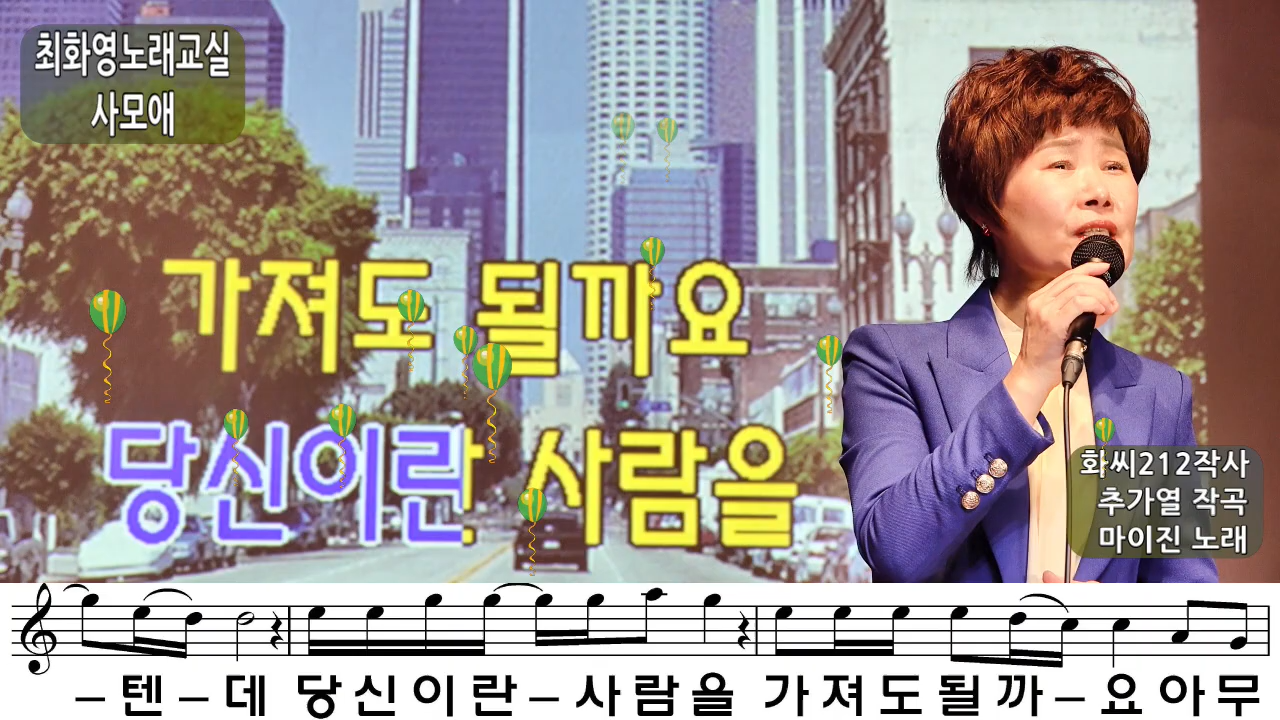 최화영노래교실
사모애
가져도 될까요
당신이란 사람을
화씨212작사
추가열 작곡
마이진 노래
–텐–데 당신이란–사람을 가져도될까–요아무